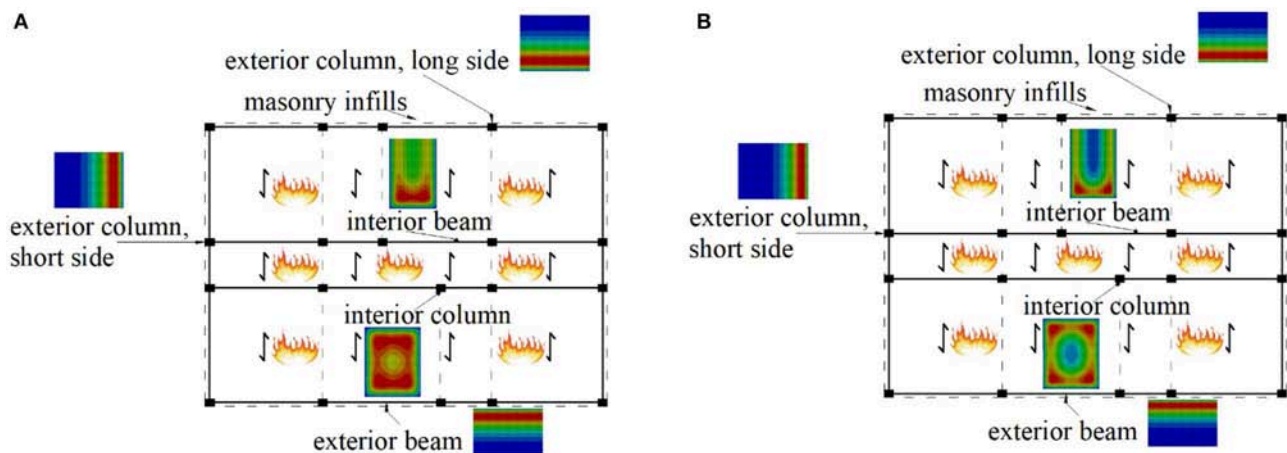 A
exterior column, long side
masonry infills
exterior column,
short side
interior beam
interior column
exterior beam
B
exterior column, long side
masonry infills
exterior column,
short side
interior beam
interior column
exterior beam